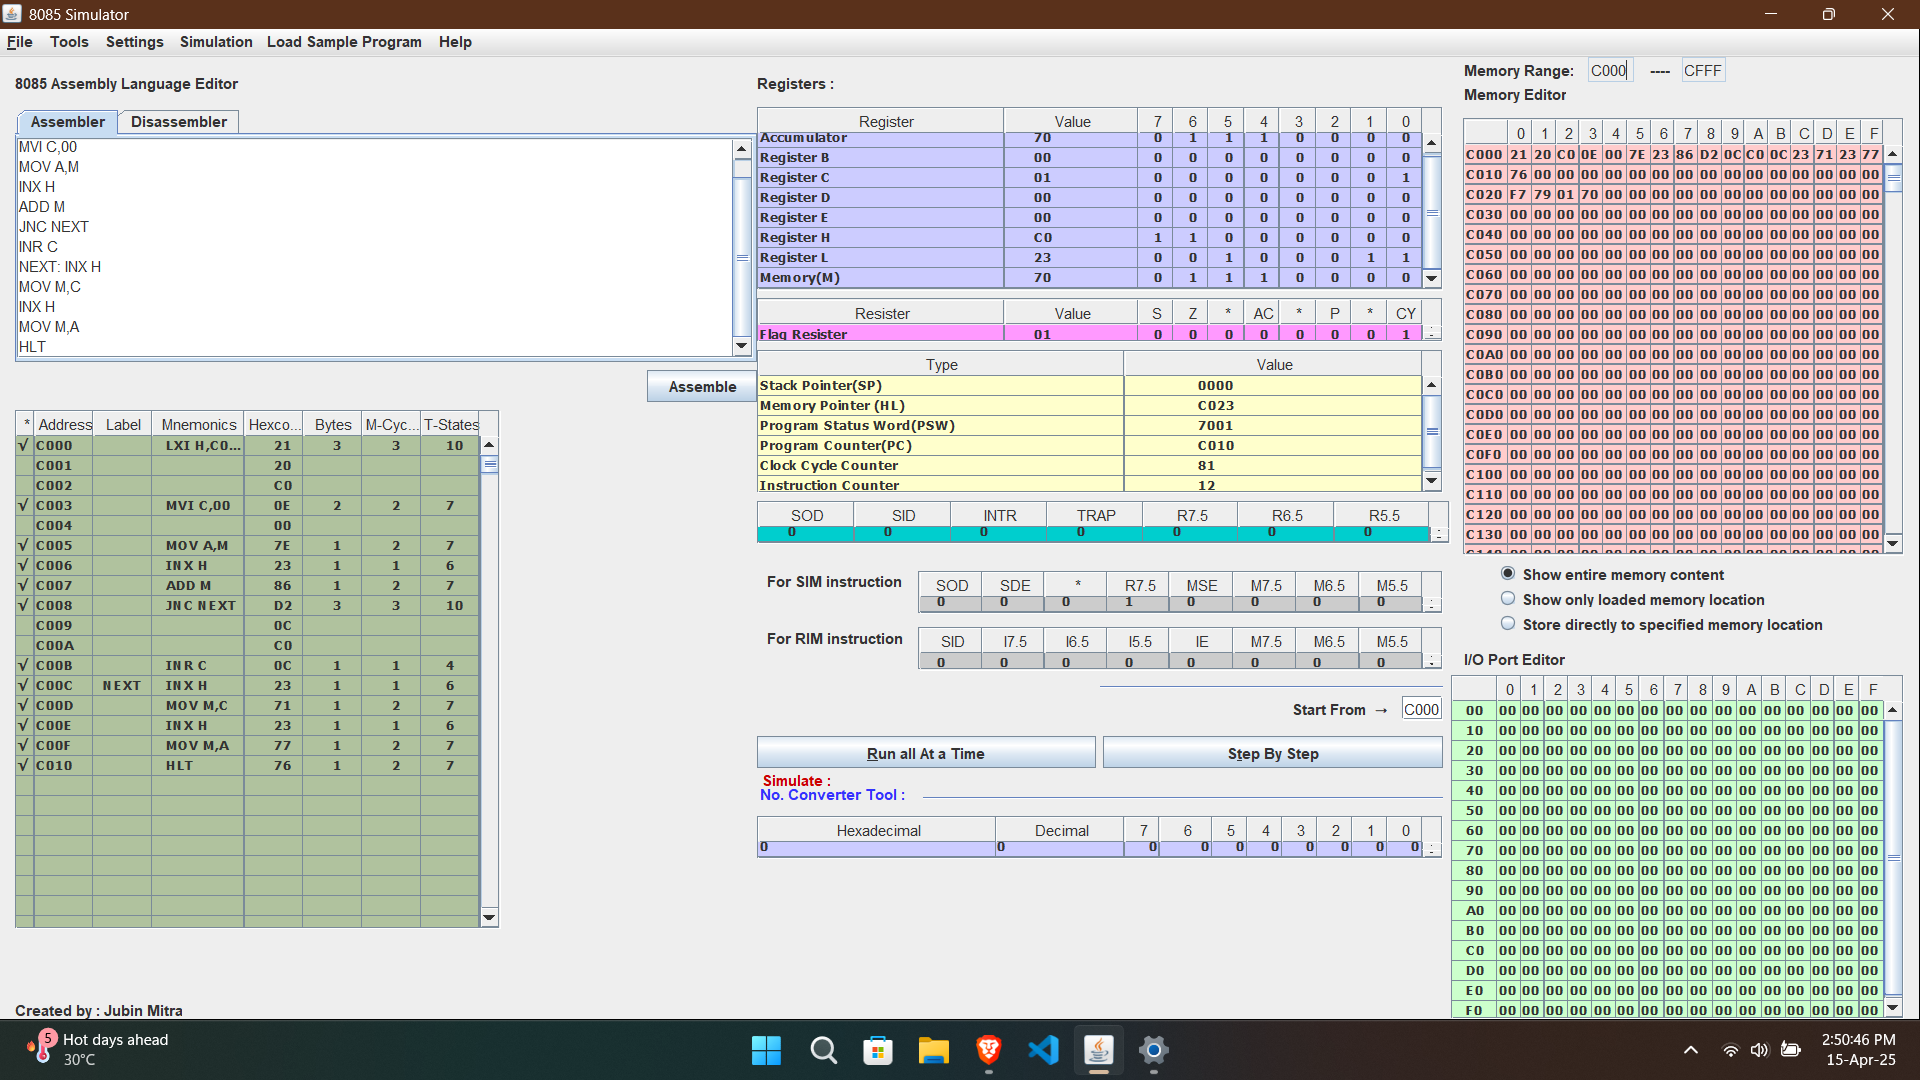 8085 Simulator
File Tools Settings Simulation Load Sample Program Help
8085 Assembly Language Editor
Assembler Disassembler
MVI C,00
MOV A,M
INX H
ADD M
JNC NEXT
INR C
NEXT: INX H
MOV M,C
INX H
MOV M,A
HLT
Assemble
* Address Label Mnemonics Hexco... Bytes M-Cyc... T-States
√ C000 LXI H,C0... 21 3 3 10
C001 20
C002 C0
√ C003 MVI C,00 0E 2 2 7
C004 00
√ C005 MOV A,M 7E 1 2 7
√ C006 INX H 23 1 1 6
√ C007 ADD M 86 1 2 7
√ C008 JNC NEXT D2 3 3 10
C009 0C
C00A C0
√ C00B INR C 0C 1 1 4
√ C00C NEXT INX H 23 1 1 6
√ C00D MOV M,C 71 1 2 7
√ C00E INX H 23 1 1 6
√ C00F MOV M,A 77 1 2 7
√ C010 HLT 76 1 2 7
Created by : Jubin Mitra
Registers :
Register Value 7 6 5 4 3 2 1 0
Accumulator 70 0 1 1 1 0 0 0 0
Register B 00 0 0 0 0 0 0 0 0
Register C 01 0 0 0 0 0 0 0 1
Register D 00 0 0 0 0 0 0 0 0
Register E 00 0 0 0 0 0 0 0 0
Register H C0 1 1 0 0 0 0 0 0
Register L 23 0 0 1 0 0 0 1 1
Memory(M) 70 0 1 1 1 0 0 0 0
Resister Value S Z * AC * P * CY
Flag Resister 01 0 0 0 0 0 0 0 1
Type Value
Stack Pointer(SP) 0000
Memory Pointer (HL) C023
Program Status Word(PSW) 7001
Program Counter(PC) C010
Clock Cycle Counter 81
Instruction Counter 12
SOD SID INTR TRAP R7.5 R6.5 R5.5
0 0 0 0 0 0 0
For SIM instruction
SOD SDE * R7.5 MSE M7.5 M6.5 M5.5
0 0 0 1 0 0 0 0
For RIM instruction
SID I7.5 I6.5 I5.5 IE M7.5 M6.5 M5.5
0 0 0 0 0 0 0 0
Start From → C000
Run all At a Time Step By Step
Simulate :
No. Converter Tool :
Hexadecimal Decimal 7 6 5 4 3 2 1 0
0 0 0 0 0 0 0 0 0 0
Memory Range: C000 ---- CFFF
Memory Editor
0 1 2 3 4 5 6 7 8 9 A B C D E F
C000 21 20 C0 0E 00 7E 23 86 D2 0C C0 0C 23 71 23 77
C010 76 00 00 00 00 00 00 00 00 00 00 00 00 00 00 00
C020 F7 79 01 70 00 00 00 00 00 00 00 00 00 00 00 00
C030 00 00 00 00 00 00 00 00 00 00 00 00 00 00 00 00
C040 00 00 00 00 00 00 00 00 00 00 00 00 00 00 00 00
C050 00 00 00 00 00 00 00 00 00 00 00 00 00 00 00 00
C060 00 00 00 00 00 00 00 00 00 00 00 00 00 00 00 00
C070 00 00 00 00 00 00 00 00 00 00 00 00 00 00 00 00
C080 00 00 00 00 00 00 00 00 00 00 00 00 00 00 00 00
C090 00 00 00 00 00 00 00 00 00 00 00 00 00 00 00 00
C0A0 00 00 00 00 00 00 00 00 00 00 00 00 00 00 00 00
C0B0 00 00 00 00 00 00 00 00 00 00 00 00 00 00 00 00
C0C0 00 00 00 00 00 00 00 00 00 00 00 00 00 00 00 00
C0D0 00 00 00 00 00 00 00 00 00 00 00 00 00 00 00 00
C0E0 00 00 00 00 00 00 00 00 00 00 00 00 00 00 00 00
C0F0 00 00 00 00 00 00 00 00 00 00 00 00 00 00 00 00
C100 00 00 00 00 00 00 00 00 00 00 00 00 00 00 00 00
C110 00 00 00 00 00 00 00 00 00 00 00 00 00 00 00 00
C120 00 00 00 00 00 00 00 00 00 00 00 00 00 00 00 00
C130 00 00 00 00 00 00 00 00 00 00 00 00 00 00 00 00
Show entire memory content
Show only loaded memory location
Store directly to specified memory location
I/O Port Editor
0 1 2 3 4 5 6 7 8 9 A B C D E F
00 00 00 00 00 00 00 00 00 00 00 00 00 00 00 00 00
10 00 00 00 00 00 00 00 00 00 00 00 00 00 00 00 00
20 00 00 00 00 00 00 00 00 00 00 00 00 00 00 00 00
30 00 00 00 00 00 00 00 00 00 00 00 00 00 00 00 00
40 00 00 00 00 00 00 00 00 00 00 00 00 00 00 00 00
50 00 00 00 00 00 00 00 00 00 00 00 00 00 00 00 00
60 00 00 00 00 00 00 00 00 00 00 00 00 00 00 00 00
70 00 00 00 00 00 00 00 00 00 00 00 00 00 00 00 00
80 00 00 00 00 00 00 00 00 00 00 00 00 00 00 00 00
90 00 00 00 00 00 00 00 00 00 00 00 00 00 00 00 00
A0 00 00 00 00 00 00 00 00 00 00 00 00 00 00 00 00
B0 00 00 00 00 00 00 00 00 00 00 00 00 00 00 00 00
C0 00 00 00 00 00 00 00 00 00 00 00 00 00 00 00 00
D0 00 00 00 00 00 00 00 00 00 00 00 00 00 00 00 00
E0 00 00 00 00 00 00 00 00 00 00 00 00 00 00 00 00
F0 00 00 00 00 00 00 00 00 00 00 00 00 00 00 00 00
5 Hot days ahead
30°C
2:50:46 PM
15-Apr-25